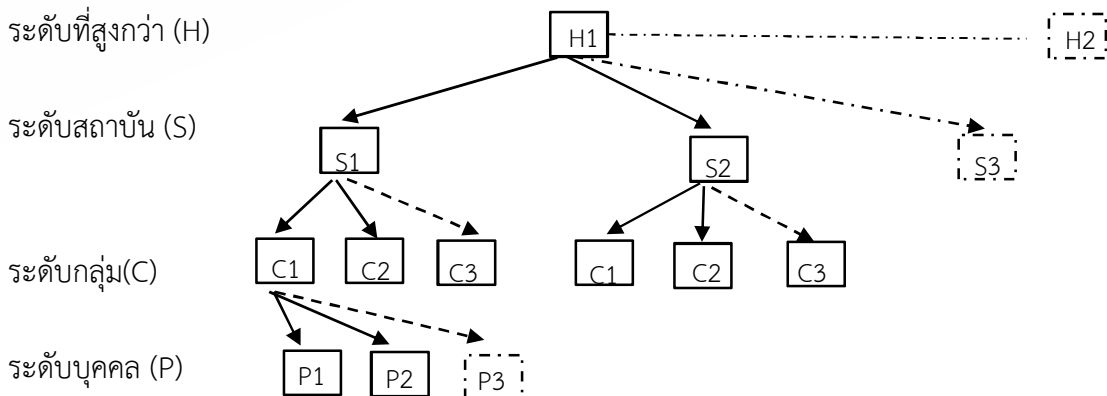 ระดับที่สูงกว่า (H)
H1
H2
ระดับสถาบัน (S)
S1
S2
S3
ระดับกลุ่ม(C)
C1
C2
C3
C1
C2
C3
ระดับบุคคล (P)
P1
P2
P3